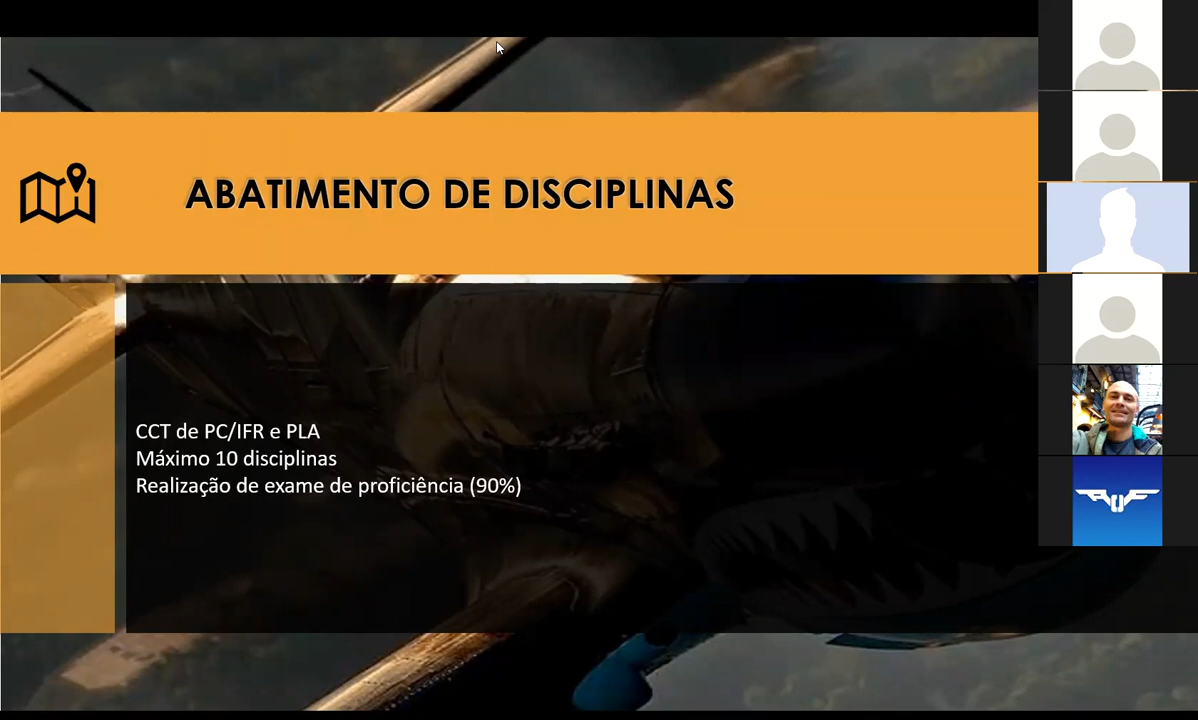 ABATIMENTO DE DISCIPLINAS
CCT de PC/IFR e PLA
Máximo 10 disciplinas
Realização de exame de proficiência (90%)